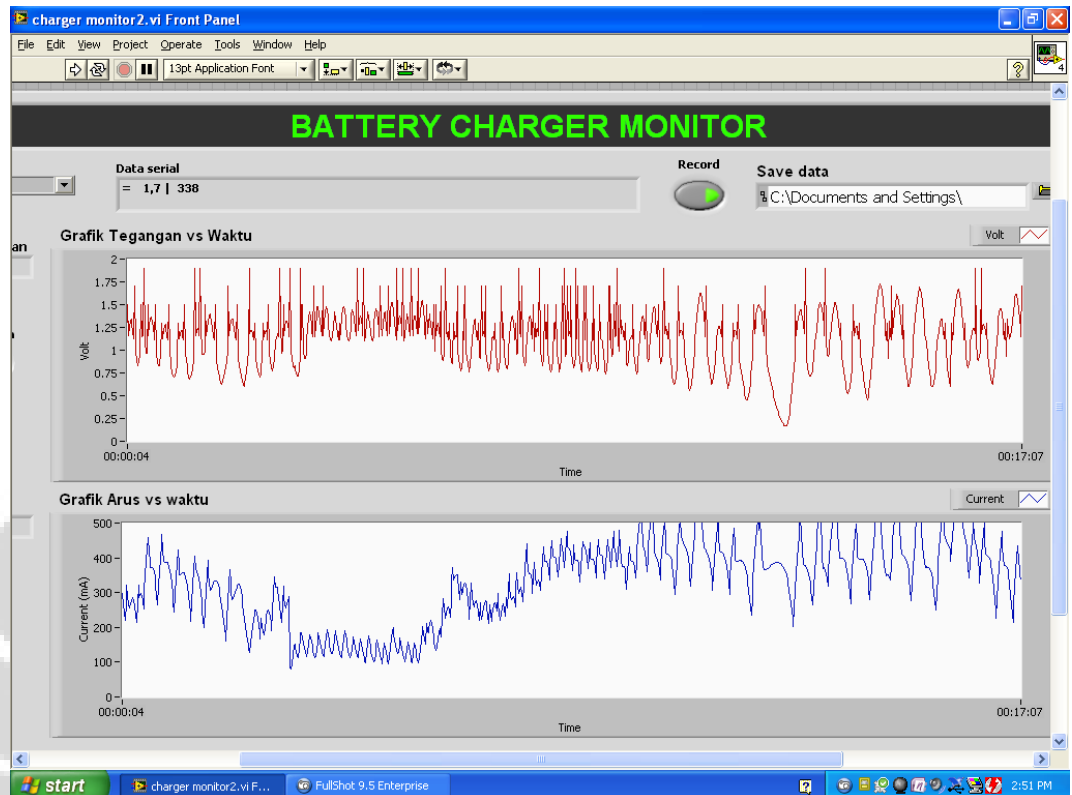 charger monitor2.vi Front Panel
File Edit View Project Operate Tools Window Help
13pt Application Font
4
BATTERY CHARGER MONITOR
Data serial
= 1,7 | 338
Record
Save data
C:\Documents and Settings\
an
Grafik Tegangan vs Waktu
Volt
2
1.75
1.5
1.25
1
0.75
0.5
0.25
0
Volt
00:00:04
00:17:07
Time
Grafik Arus vs waktu
Current
500
400
300
200
100
0
Current (mA)
00:00:04
00:17:07
Time
start
charger monitor2.vi F...
FullShot 9.5 Enterprise
2:51 PM